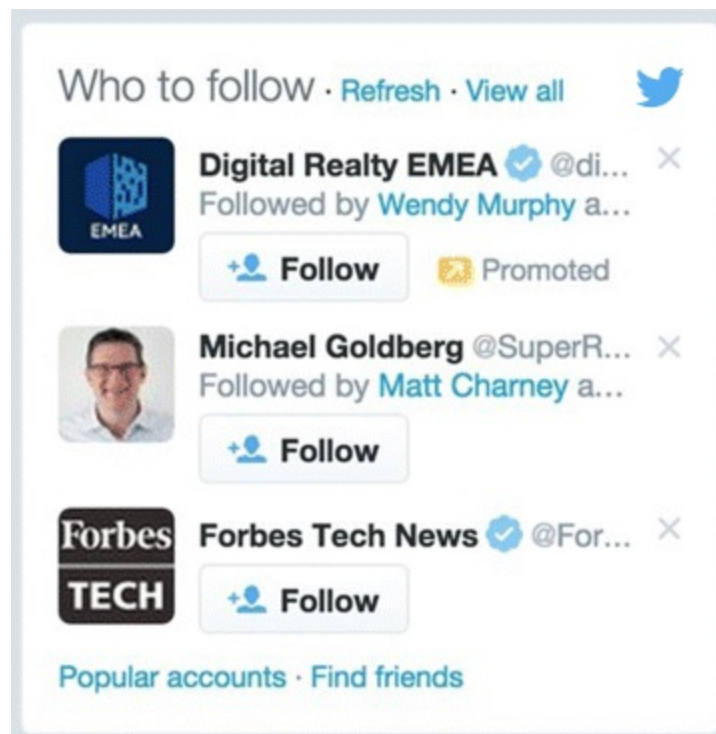 Who to follow · Refresh · View all
Digital Realty EMEA @di...
Followed by Wendy Murphy a...
EMEA
Follow
Promoted
Michael Goldberg @SuperR...
Followed by Matt Charney a...
Follow
Forbes
TECH
Forbes Tech News @For...
Follow
Popular accounts · Find friends